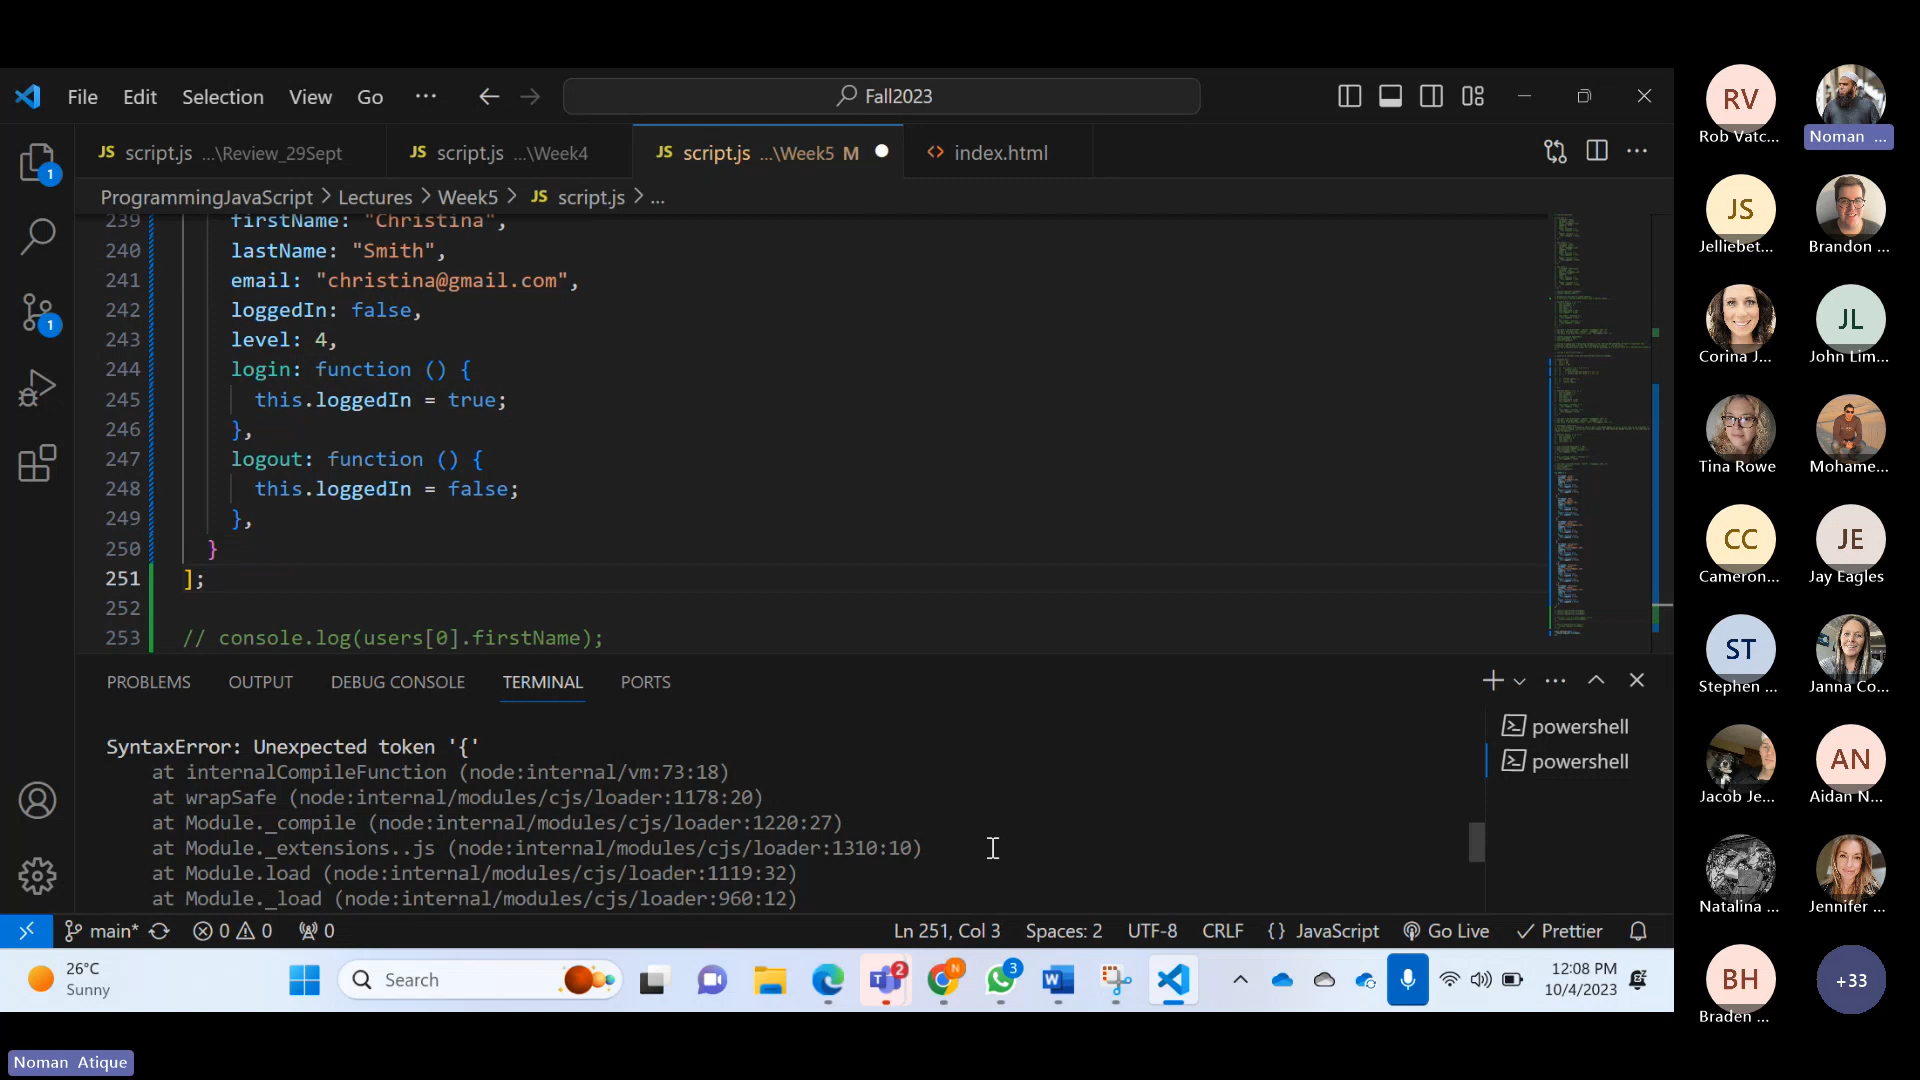 File Edit Selection View Go ··· Fall2023
JS script.js ...\Review_29Sept JS script.js ...\Week4 JS script.js ...\Week5 M <> index.html
ProgrammingJavaScript > Lectures > Week5 > JS script.js > ...
239 firstName: "Christina",
240 lastName: "Smith",
241 email: "christina@gmail.com",
242 loggedIn: false,
243 level: 4,
244 login: function () {
245 this.loggedIn = true;
246 },
247 logout: function () {
248 this.loggedIn = false;
249 },
250 }
251 ];
252
253 // console.log(users[0].firstName);
PROBLEMS OUTPUT DEBUG CONSOLE TERMINAL PORTS
SyntaxError: Unexpected token '{'
at internalCompileFunction (node:internal/vm:73:18)
at wrapSafe (node:internal/modules/cjs/loader:1178:20)
at Module._compile (node:internal/modules/cjs/loader:1220:27)
at Module._extensions..js (node:internal/modules/cjs/loader:1310:10)
at Module.load (node:internal/modules/cjs/loader:1119:32)
at Module._load (node:internal/modules/cjs/loader:960:12)
powershell
powershell
1
1
main* 0 0 0 Ln 251, Col 3 Spaces: 2 UTF-8 CRLF {} JavaScript Go Live Prettier
26°C
Sunny
Search
2
N
3
12:08 PM
10/4/2023
RV
Rob Vatc...
Noman ...
JS
Jelliebet...
Brandon ...
Corina J...
JL
John Lim...
Tina Rowe
Mohame...
CC
Cameron...
JE
Jay Eagles
ST
Stephen ...
Janna Co...
Jacob Je...
AN
Aidan N...
Natalina ...
Jennifer ...
BH
Braden ...
+33
Noman Atique